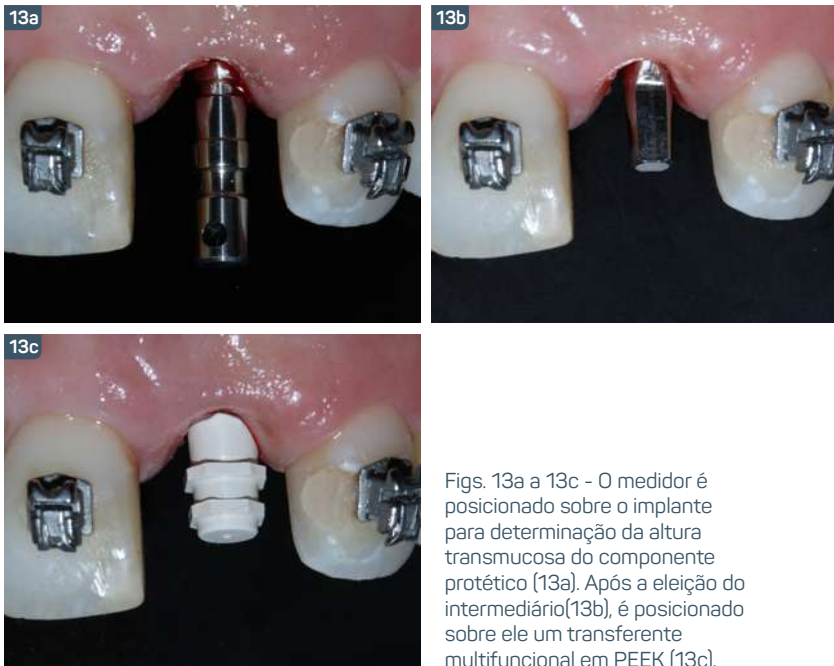 13a
13b
13c
Figs. 13a a 13c - O medidor é
posicionado sobre o implante
para determinação da altura
transmucosa do componente
protético (13a). Após a eleição do
intermediário(13b), é posicionado
sobre ele um transferente
multifuncional em PEEK (13c).